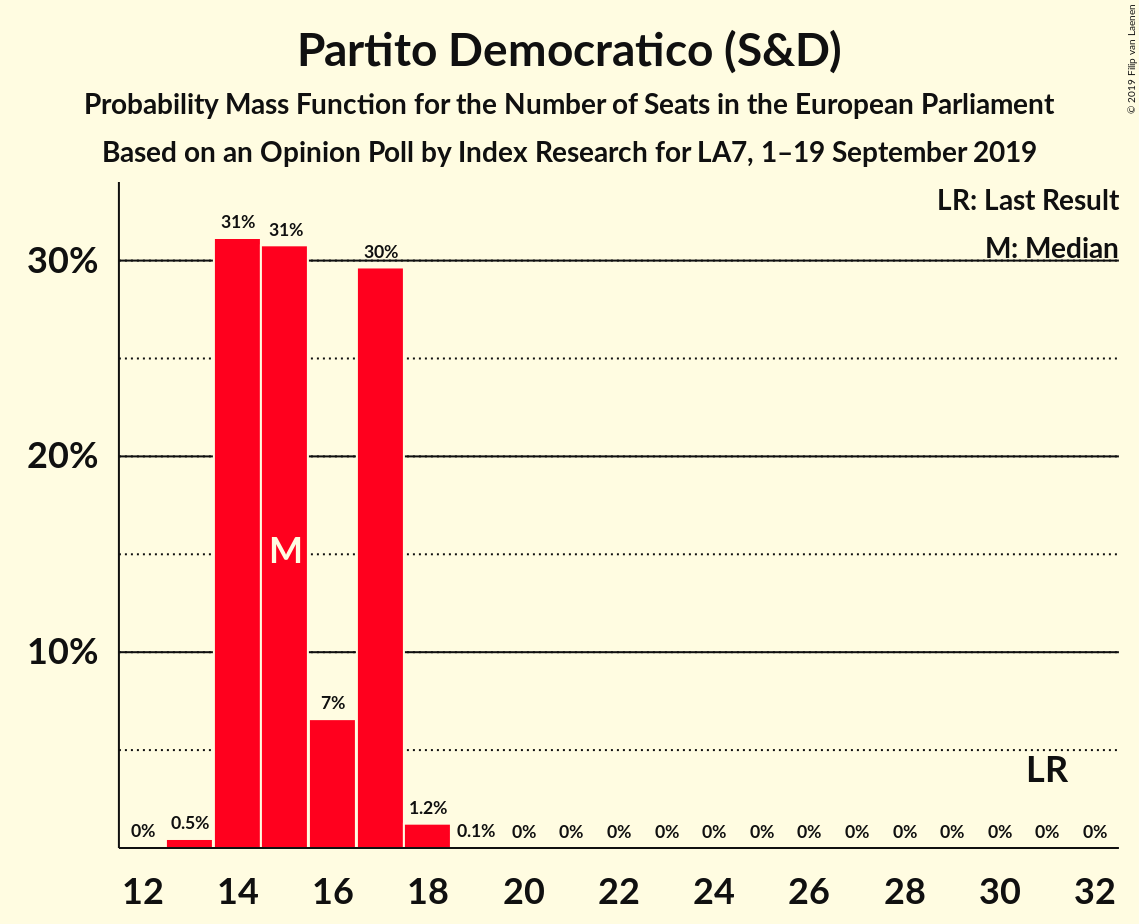 Partito Democratico (S&D)
Probability Mass Function for the Number of Seats in the European Parliament
Based on an Opinion Poll by Index Research for LA7, 1–19 September 2019
© 2019 Filip van Laenen
LR: Last Result
M: Median
30%
20%
10%
0% 0.5% 31% 31% 7% 30% 1.2% 0.1% 0% 0% 0% 0% 0% 0% 0% 0% 0% 0% 0% 0% 0%
M
LR
12 14 16 18 20 22 24 26 28 30 32